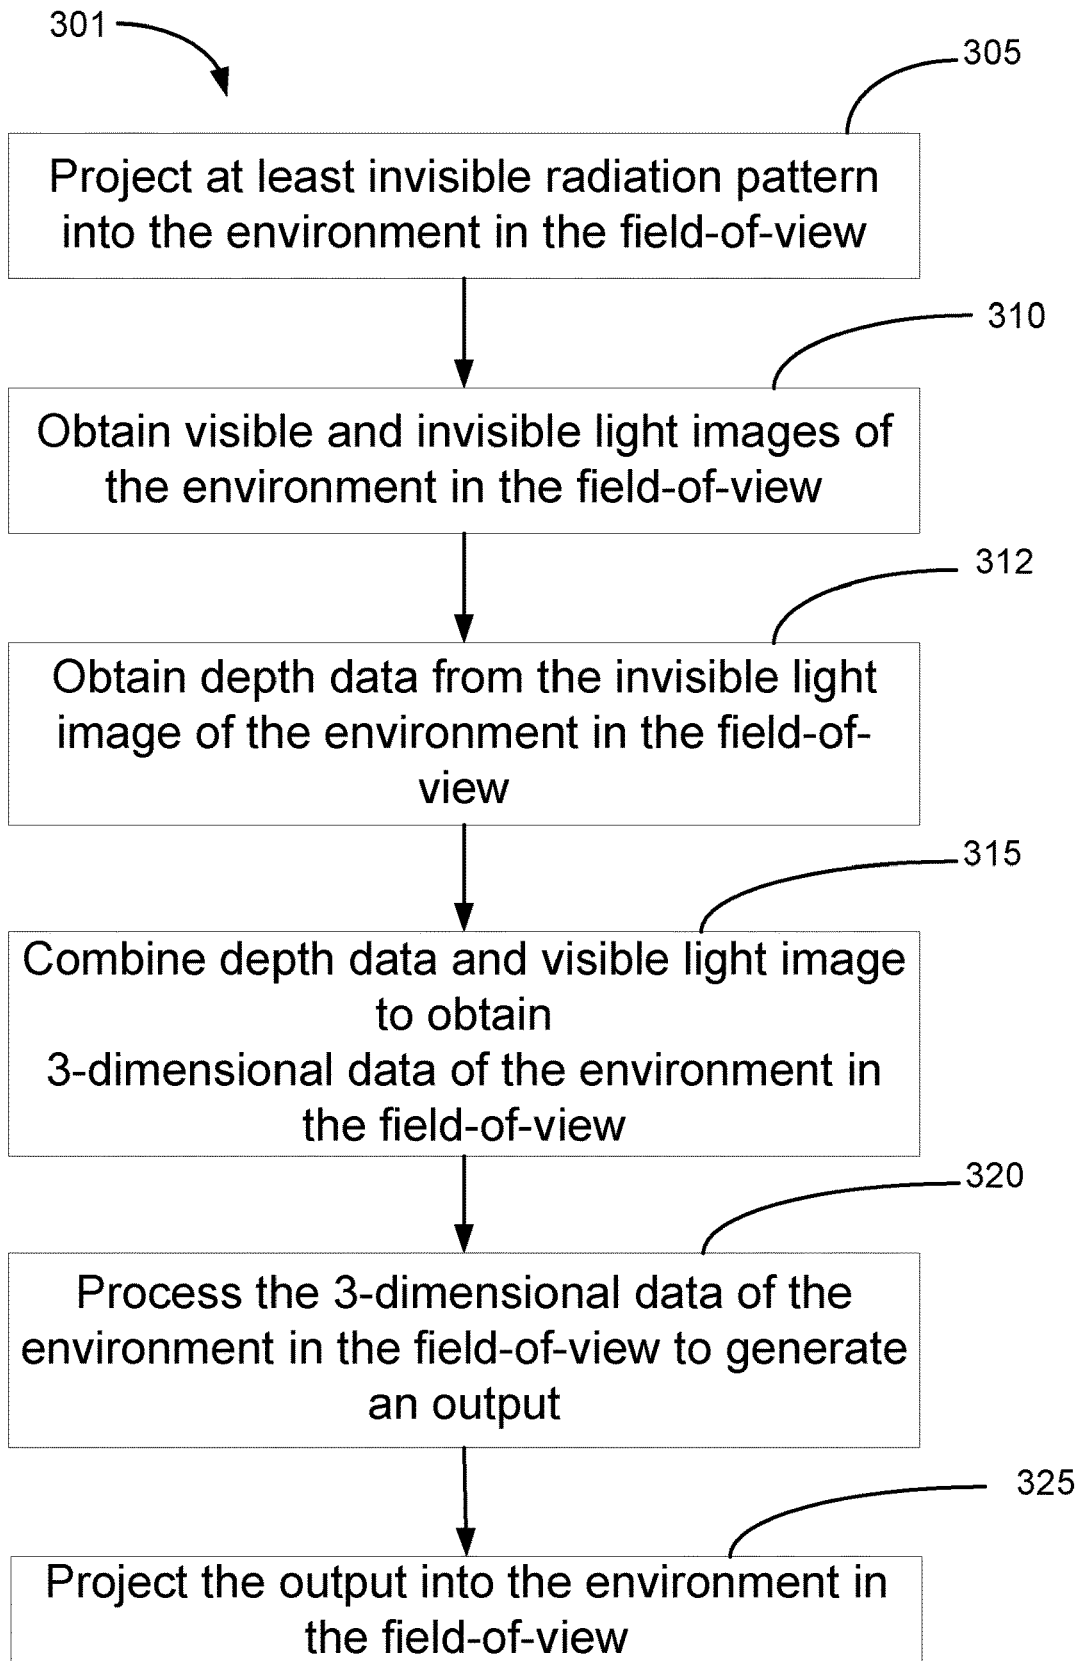 301
305
Project at least invisible radiation pattern
into the environment in the field-of-view
310
Obtain visible and invisible light images of
the environment in the field-of-view
312
Obtain depth data from the invisible light
image of the environment in the field-of-
view
315
Combine depth data and visible light image
to obtain
3-dimensional data of the environment in
the field-of-view
320
Process the 3-dimensional data of the
environment in the field-of-view to generate
an output
325
Project the output into the environment in
the field-of-view